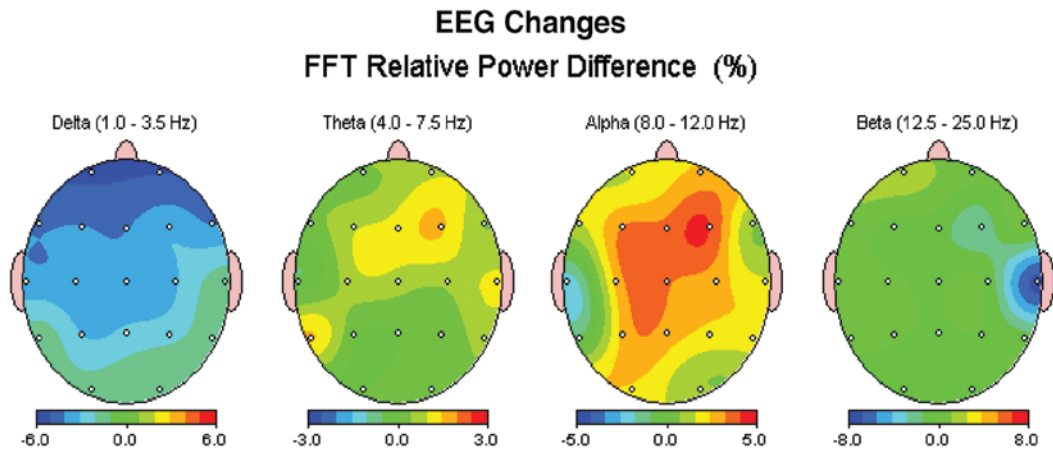 EEG Changes
FFT Relative Power Difference (%)
Delta (1.0 - 3.5 Hz)
Theta (4.0 - 7.5 Hz)
Alpha (8.0 - 12.0 Hz)
Beta (12.5 - 25.0 Hz)
-6.0 0.0 6.0
-3.0 0.0 3.0
-5.0 0.0 5.0
-8.0 0.0 8.0